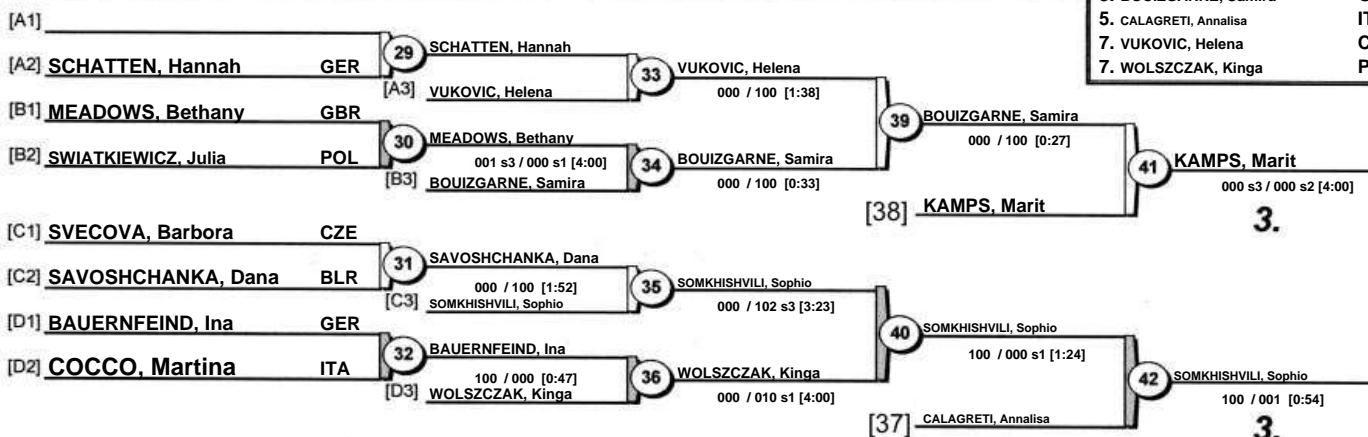 5. CALAGRETI, Annalisa
7. VUKOVIC, Helena
7. WOLSZCZAK, Kinga P
[A1]
[A2] SCHATTEN, Hannah GER
29
SCHATTEN, Hannah
[A3] VUKOVIC, Helena
33
VUKOVIC, Helena
000 / 100 [1:38]
[B1] MEADOWS, Bethany GBR
[B2] SWIATKIEWICZ, Julia POL
30
MEADOWS, Bethany
001 s3 / 000 s1 [4:00]
[B3] BOUIZGARNE, Samira
34
BOUIZGARNE, Samira
000 / 100 [0:33]
39
BOUIZGARNE, Samira
000 / 100 [0:27]
[38] KAMPS, Marit
41
KAMPS, Marit
000 s3 / 000 s2 [4:00]
3.
[C1] SVECOVA, Barbora CZE
[C2] SAVOSHCHANKA, Dana BLR
31
SAVOSHCHANKA, Dana
000 / 100 [1:52]
[C3] SOMKHISHVILI, Sophio
35
SOMKHISHVILI, Sophio
000 / 102 s3 [3:23]
[D1] BAUERNFEIND, Ina GER
[D2] COCCO, Martina ITA
32
BAUERNFEIND, Ina
100 / 000 [0:47]
[D3] WOLSZCZAK, Kinga
36
WOLSZCZAK, Kinga
000 / 010 s1 [4:00]
40
SOMKHISHVILI, Sophio
100 / 000 s1 [1:24]
[37] CALAGRETI, Annalisa
42
SOMKHISHVILI, Sophio
100 / 001 [0:54]
3.